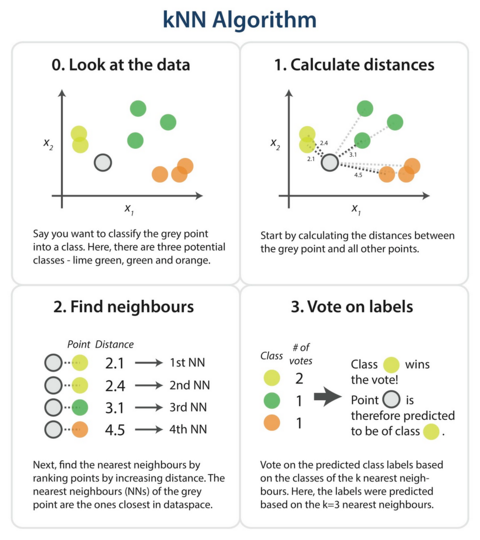 kNN Algorithm
0. Look at the data
X2
X1
Say you want to classify the grey point
into a class. Here, there are three potential
classes - lime green, green and orange.
1. Calculate distances
X2
2.4
2.1
3.1
4.5
X1
Start by calculating the distances between
the grey point and all other points.
2. Find neighbours
Point Distance
2.1 1st NN
2.4 2nd NN
3.1 3rd NN
4.5 4th NN
Next, find the nearest neighbours by
ranking points by increasing distance. The
nearest neighbours (NNs) of the grey
point are the ones closest in dataspace.
3. Vote on labels
Class # of
votes
2
1
1
Class wins
the vote!
Point is
therefore predicted
to be of class .
Vote on the predicted class labels based
on the classes of the k nearest neigh-
bours. Here, the labels were predicted
based on the k=3 nearest neighbours.